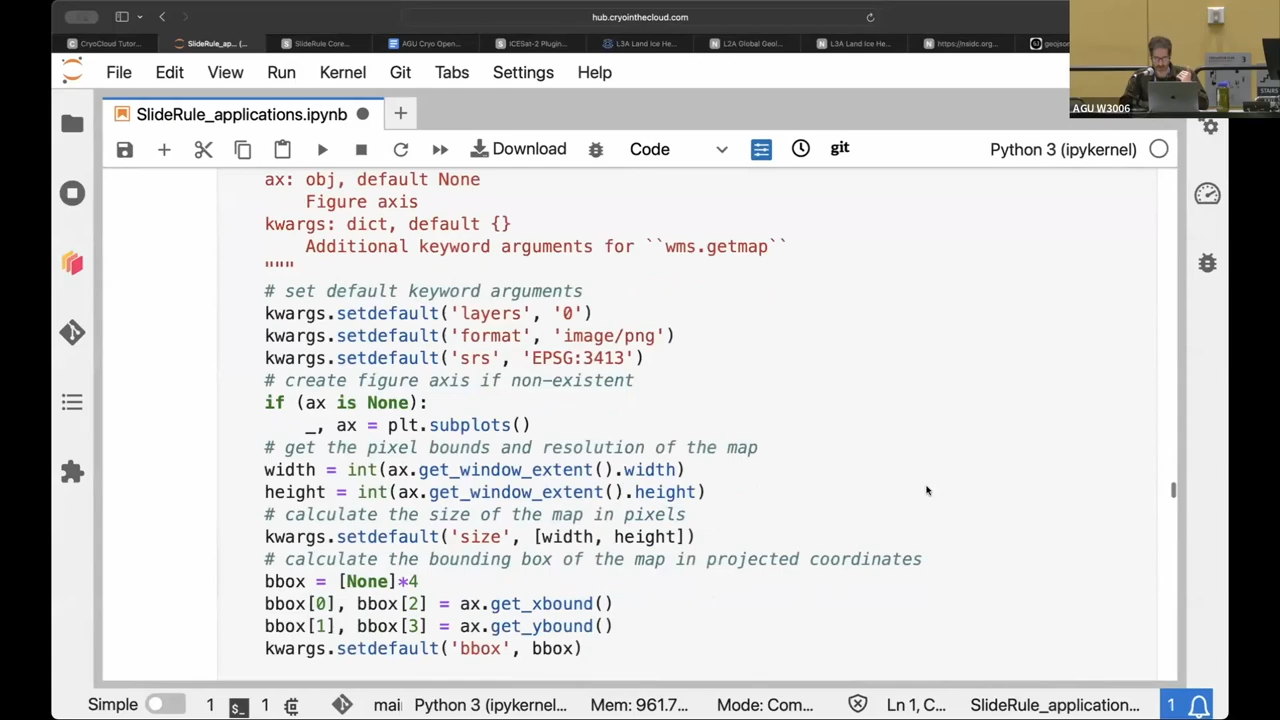 hub.cryointhecloud.com
CryoCloud Tutor...
SlideRule_ap... (...
SlideRule Core...
AGU Cryo Open...
ICESat-2 Plugin...
L3A Land Ice He...
L2A Global Geol...
L3A Land Ice He...
https://nsidc.org...
geojson
STAIRS
AGU W3006
File Edit View Run Kernel Git Tabs Settings Help
SlideRule_applications.ipynb
Download Code git Python 3 (ipykernel)
ax: obj, default None
Figure axis
kwargs: dict, default {}
Additional keyword arguments for ``wms.getmap``
"""
# set default keyword arguments
kwargs.setdefault('layers', '0')
kwargs.setdefault('format', 'image/png')
kwargs.setdefault('srs', 'EPSG:3413')
# create figure axis if non-existent
if (ax is None):
_, ax = plt.subplots()
# get the pixel bounds and resolution of the map
width = int(ax.get_window_extent().width)
height = int(ax.get_window_extent().height)
# calculate the size of the map in pixels
kwargs.setdefault('size', [width, height])
# calculate the bounding box of the map in projected coordinates
bbox = [None]*4
bbox[0], bbox[2] = ax.get_xbound()
bbox[1], bbox[3] = ax.get_ybound()
kwargs.setdefault('bbox', bbox)
Simple 1 $_ 1 mai Python 3 (ipykernel... Mem: 961.7... Mode: Com... Ln 1, C... SlideRule_application... 1